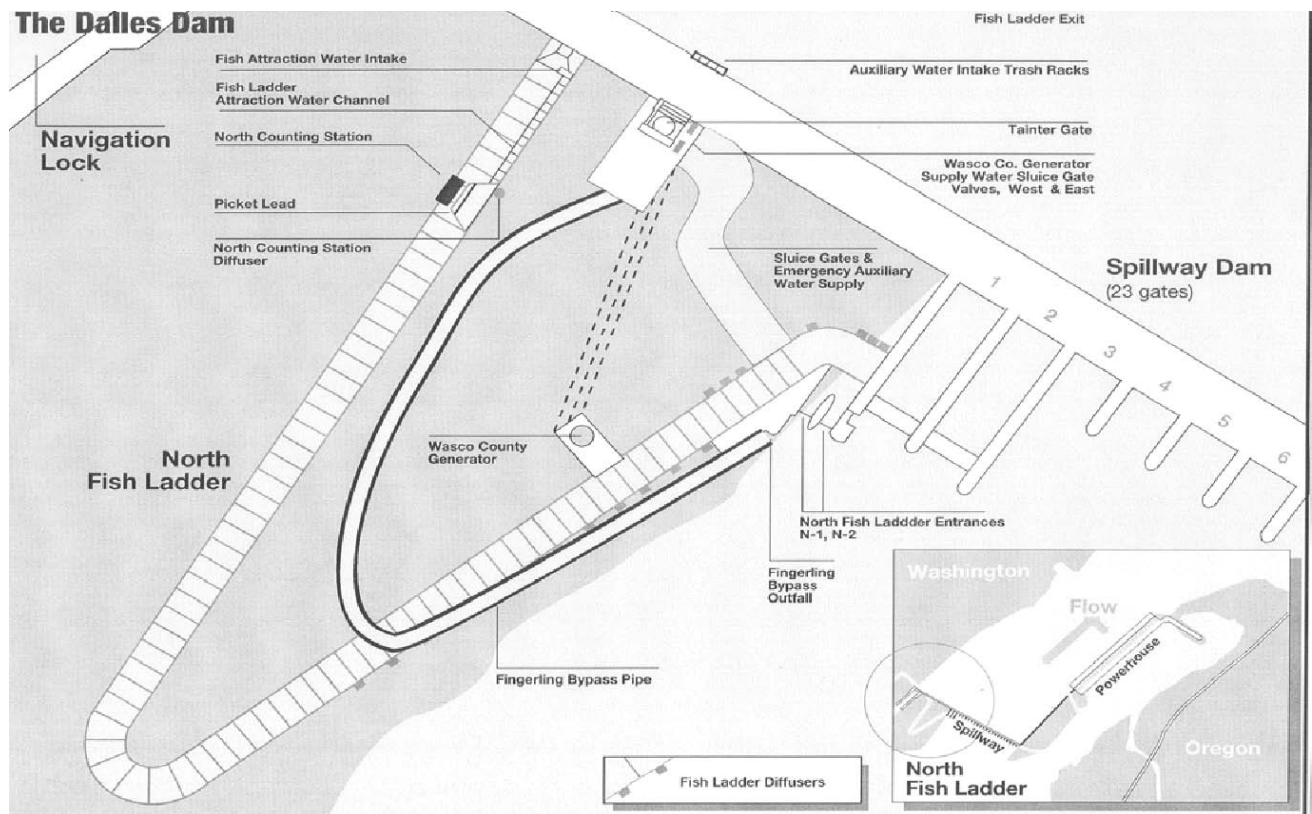 The Dalles Dam
Fish Ladder Exit
Fish Attraction Water Intake
Auxiliary Water Intake Trash Racks
Fish Ladder
Attraction Water Channel
Navigation
Lock
North Counting Station
Tainter Gate
Wasco Co. Generator
Supply Water Sluice Gate
Valves, West & East
Picket Lead
North Counting Station
Diffuser
Sluice Gates &
Emergency Auxiliary
Water Supply
Spillway Dam
(23 gates)
1
2
3
4
5
6
Wasco County
Generator
North
Fish Ladder
North Fish Laddder Entrances
N-1, N-2
Fingerling
Bypass
Outfall
Fingerling Bypass Pipe
Fish Ladder Diffusers
Washington
Flow
Powerhouse
Spillway
Oregon
North
Fish Ladder